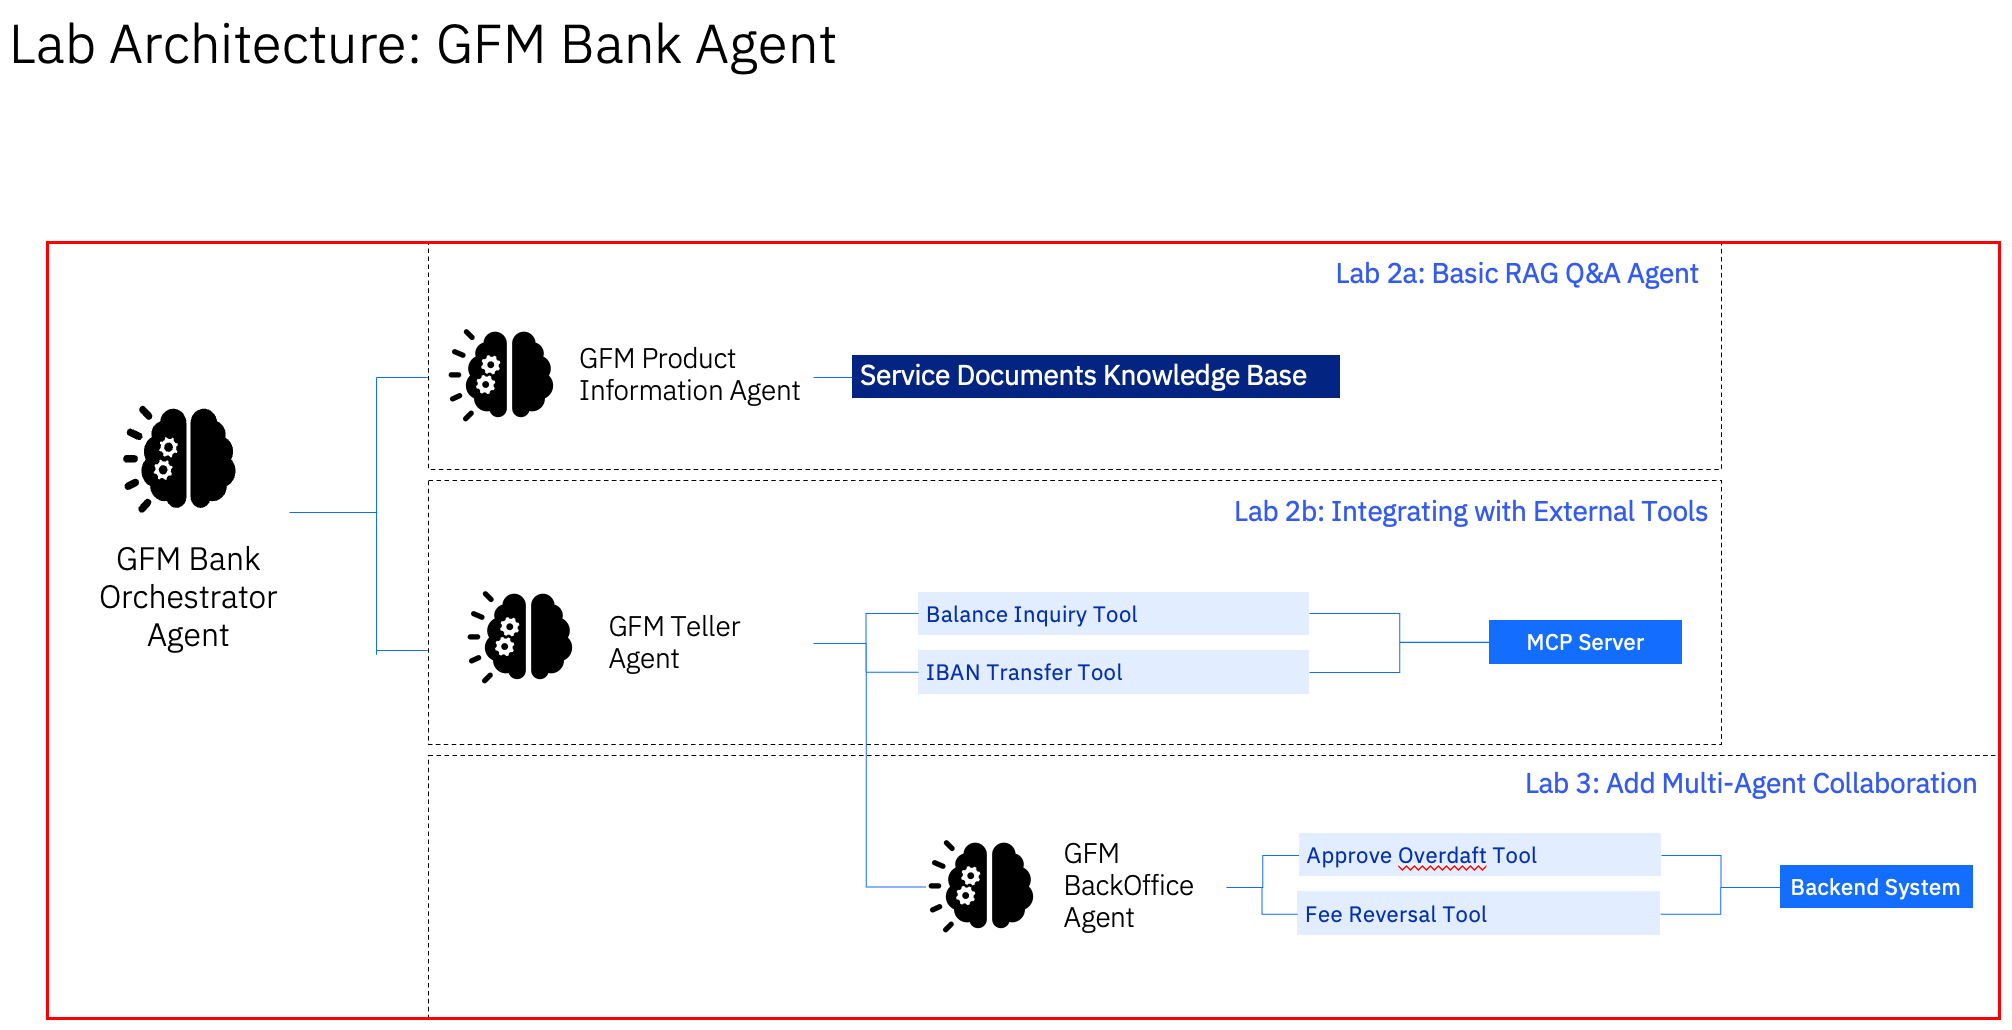 Lab Architecture: GFM Bank Agent
Lab 2a: Basic RAG Q&A Agent
GFM Product
Information Agent
Service Documents Knowledge Base
GFM Bank
Orchestrator
Agent
Lab 2b: Integrating with External Tools
GFM Teller
Agent
Balance Inquiry Tool
IBAN Transfer Tool
MCP Server
Lab 3: Add Multi-Agent Collaboration
GFM
BackOffice
Agent
Approve Overdaft Tool
Fee Reversal Tool
Backend System